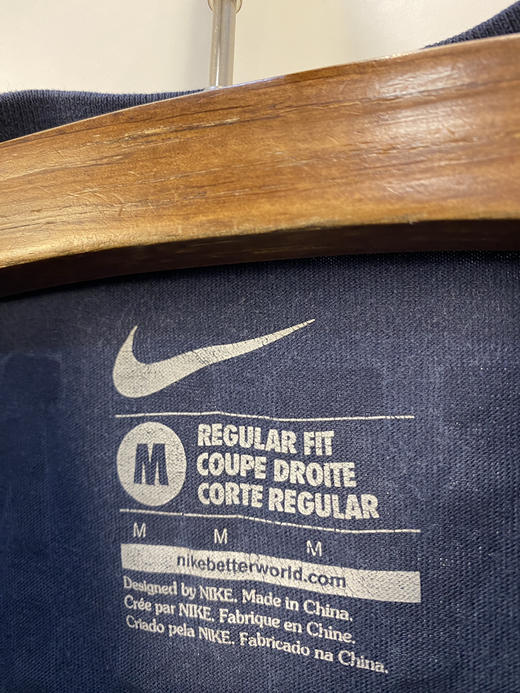 M
REGULAR FIT
COUPE DROITE
CORTE REGULAR
M M M
nikebetterworld.com
Designed by NIKE. Made in China.
Crée par NIKE. Fabrique en Chine.
Criado pela NIKE. Fabricado na China.